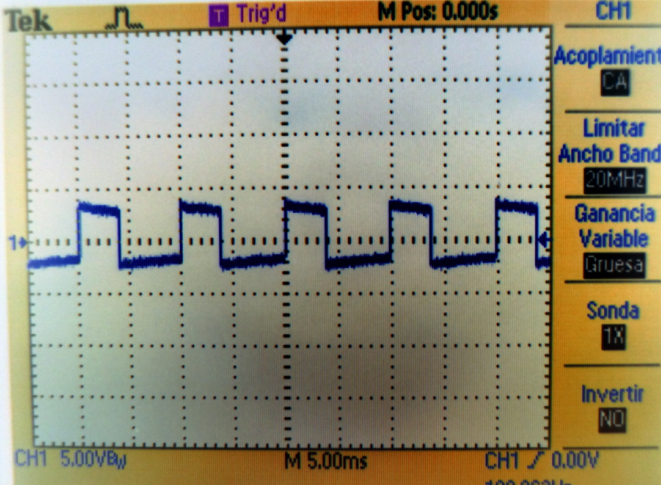 Tek
T Trig'd
M Pos: 0.000s
CH1
Acoplamient
CA
Limitar
Ancho Band
20MHz
Ganancia
Variable
Gruesa
Sonda
1X
Invertir
NO
1
CH1 5.00VBW
M 5.00ms
CH1 0.00V